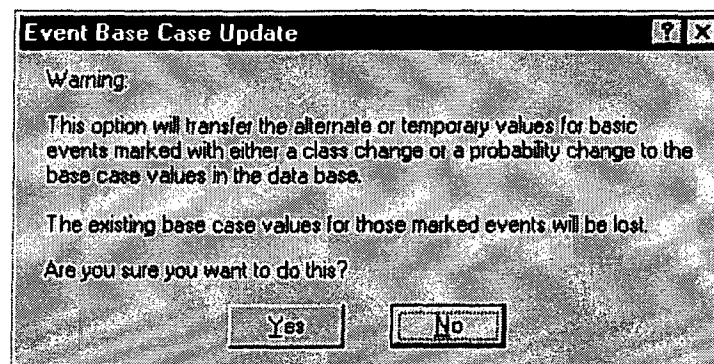 Event Base Case Update
Warning:
This option will transfer the alternate or temporary values for basic
events marked with either a class change or a probability change to the
base case values in the data base.
The existing base case values for those marked events will be lost.
Are you sure you want to do this?
Yes
No